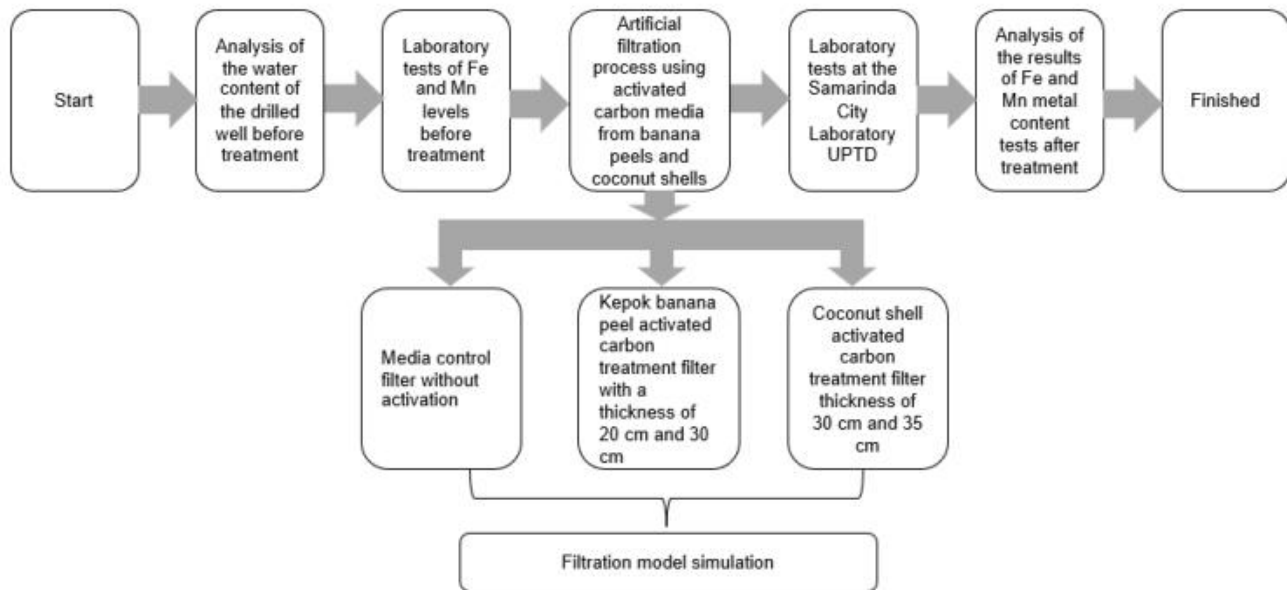 Start
Analysis of
the water
content of
the drilled
well before
treatment
Laboratory
tests of Fe
and Mn
levels
before
treatment
Artificial
filtration
process using
activated
carbon media
from banana
peels and
coconut shells
Laboratory
tests at the
Samarinda
City
Laboratory
UPTD
Analysis of
the results
of Fe and
Mn metal
content
tests after
treatment
Finished
Media control
filter without
activation
Kepok banana
peel activated
carbon
treatment filter
with a
thickness of
20 cm and 30
cm
Coconut shell
activated
carbon
treatment filter
thickness of
30 cm and 35
cm
Filtration model simulation